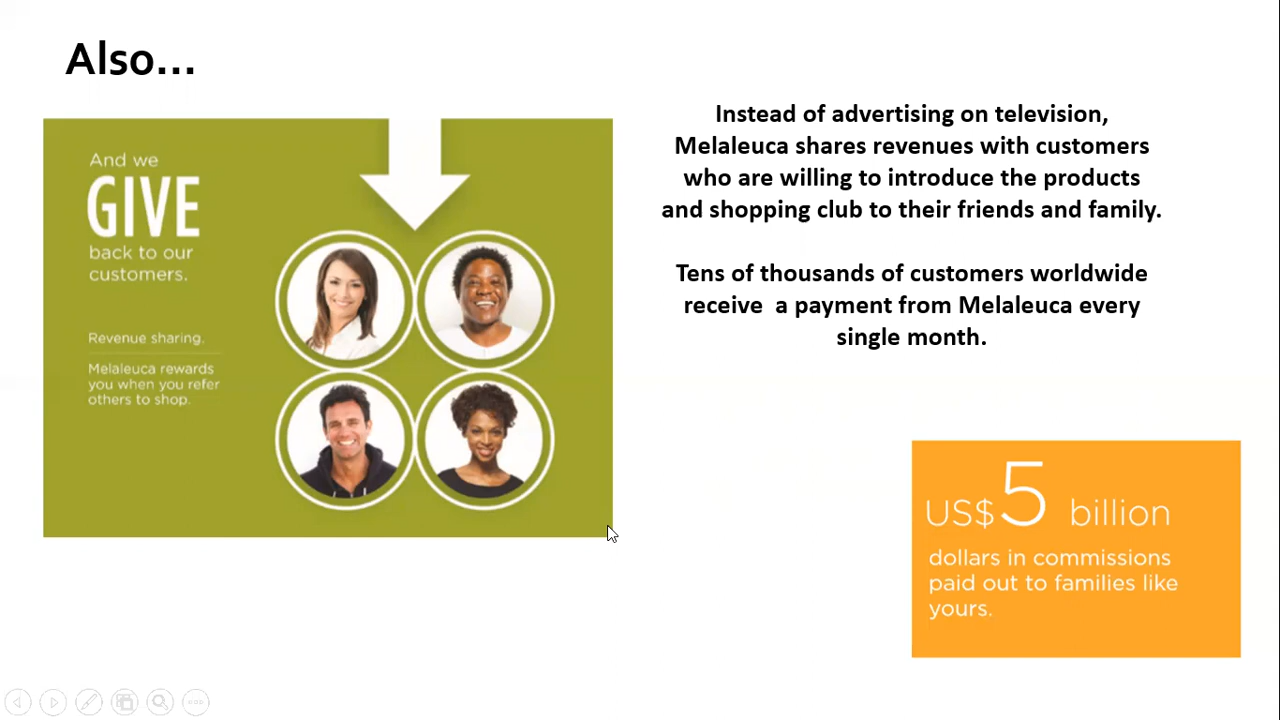 Also...
And we
GIVE
back to our
customers.
Revenue sharing.
Melaleuca rewards
you when you refer
others to shop.
Instead of advertising on television,
Melaleuca shares revenues with customers
who are willing to introduce the products
and shopping club to their friends and family.
Tens of thousands of customers worldwide
receive  a payment from Melaleuca every
single month.
US$5 billion
dollars in commissions
paid out to families like
yours.